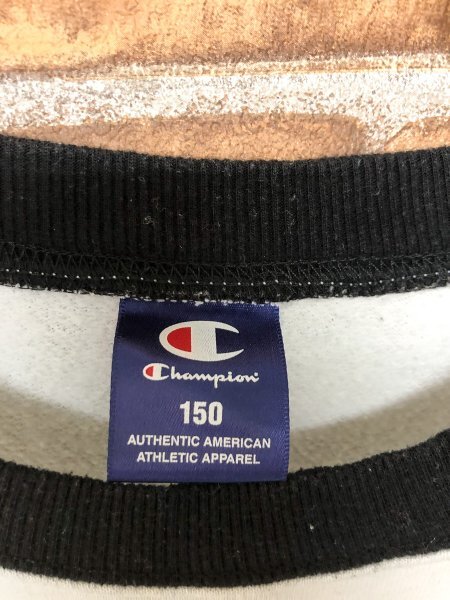 Champion
150
AUTHENTIC AMERICAN
ATHLETIC APPAREL